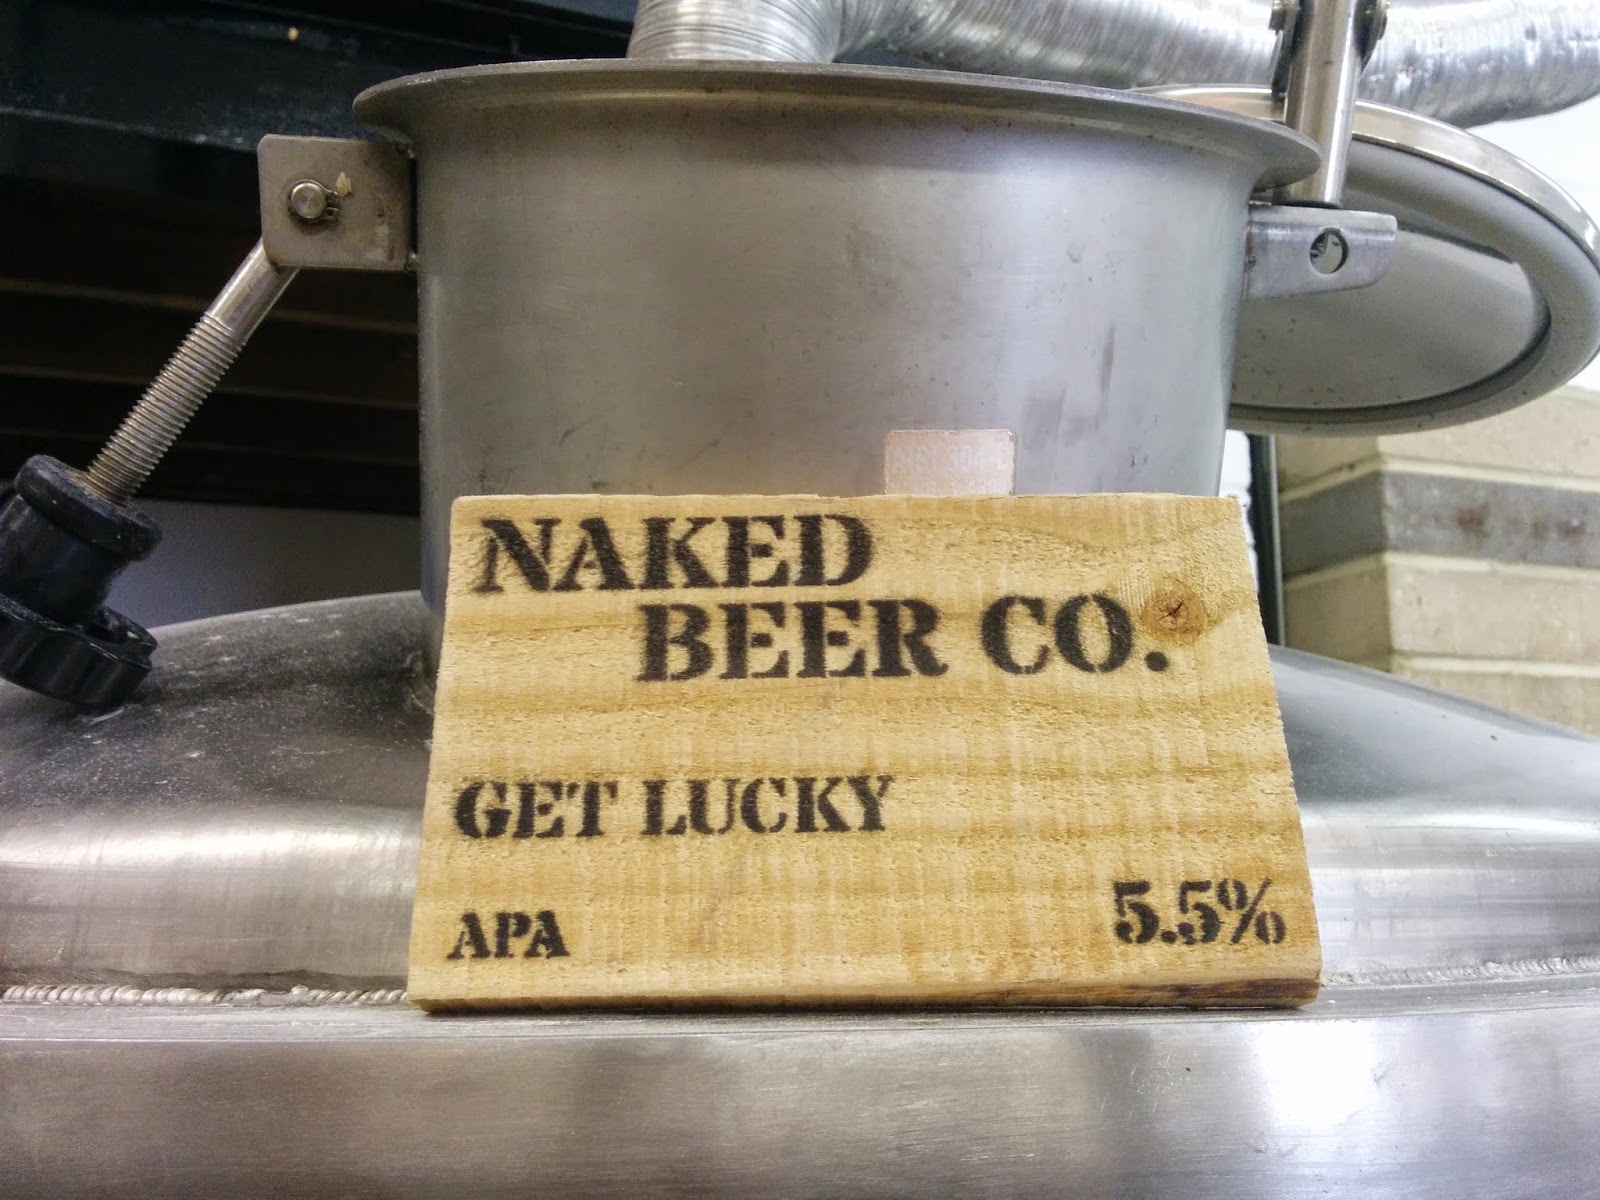 NAKED
BEER CO.
GET LUCKY
APA
5.5%